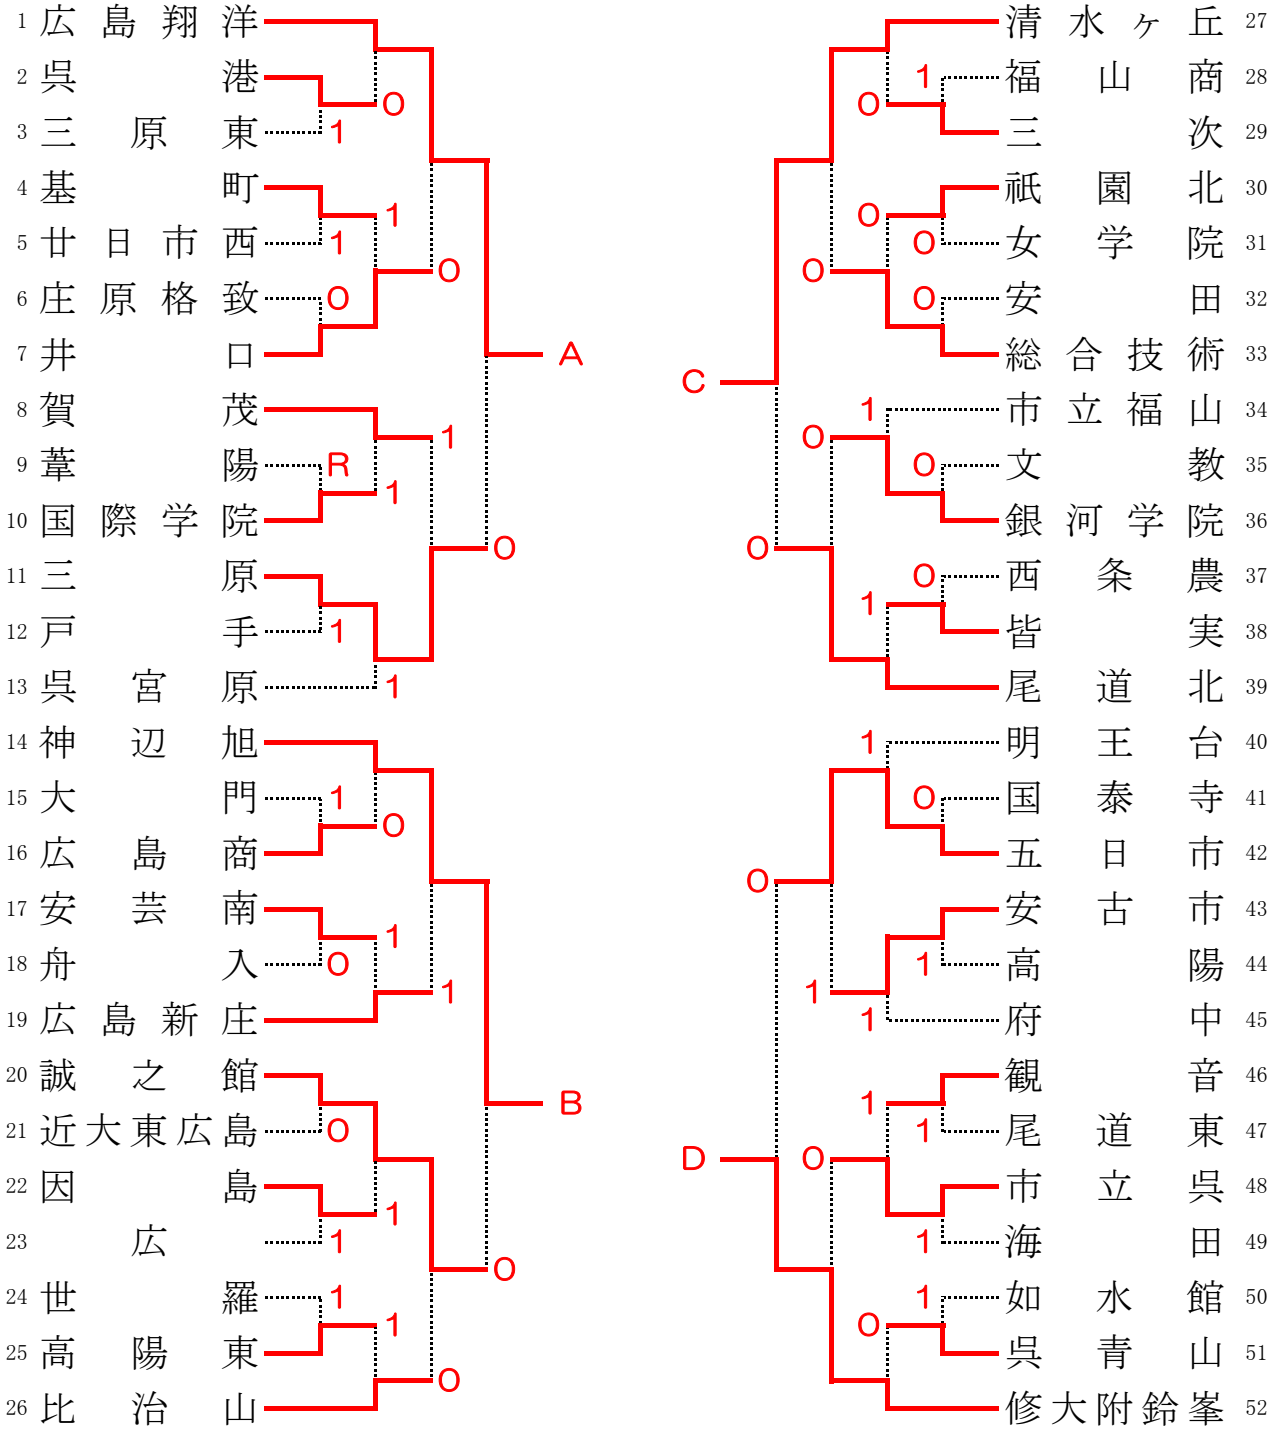 1 広島翔洋
2 呉港
0
3 三原東
1
4 基町
1
5 廿日市西
1
6 庄原格致
0
0
7 井口
A
8 賀茂
1
9 葦陽
R
1
10 国際学院
0
11 三原
12 戸手
1
13 呉宮原
1
14 神辺旭
15 大門
1
0
16 広島商
17 安芸南
1
18 舟入
0
1
19 広島新庄
20 誠之館
B
21 近大東広島
0
22 因島
1
23 広
1
0
24 世羅
1
1
25 高陽東
0
26 比治山
清水ヶ丘 27
1
福山商 28
0
三次 29
祇園北 30
0
0
女学院 31
0
0
安田 32
総合技術 33
C
1
市立福山 34
0
0
文教 35
銀河学院 36
0
0
西条農 37
1
皆実 38
尾道北 39
1
明王台 40
0
国泰寺 41
五日市 42
0
安古市 43
1
高陽 44
1
1
府中 45
観音 46
1
1
尾道東 47
D
0
市立呉 48
1
海田 49
1
如水館 50
0
呉青山 51
修大附鈴峯 52